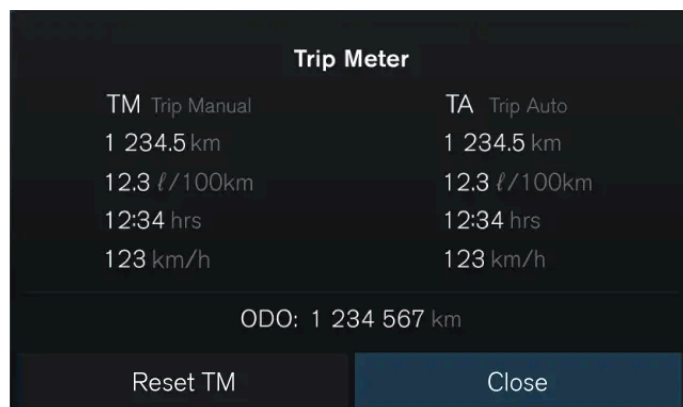 Trip Meter
TM Trip Manual
TA Trip Auto
1 234.5 km
1 234.5 km
12.3 ℓ/100km
12.3 ℓ/100km
12:34 hrs
12:34 hrs
123 km/h
123 km/h
ODO: 1 234 567 km
Reset TM
Close